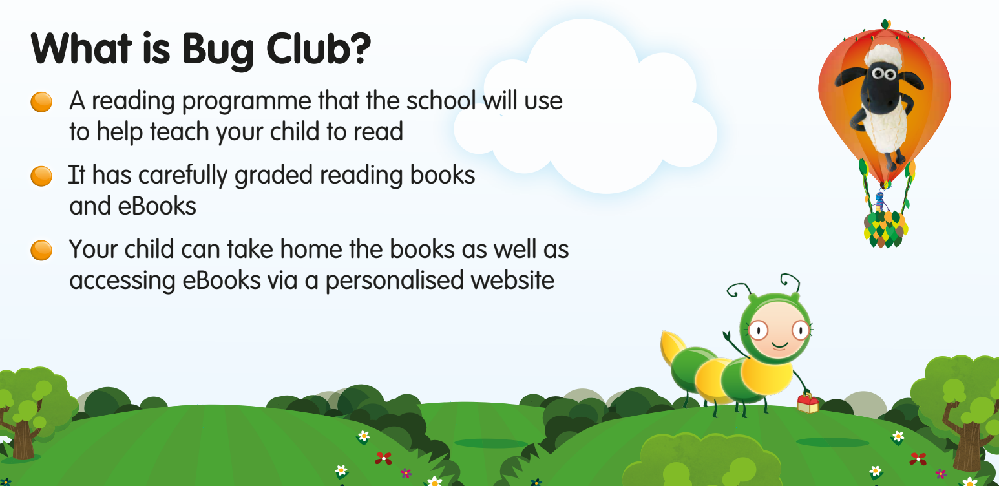 What is Bug Club?
A reading programme that the school will use
to help teach your child to read
It has carefully graded reading books
and eBooks
Your child can take home the books as well as
accessing eBooks via a personalised website